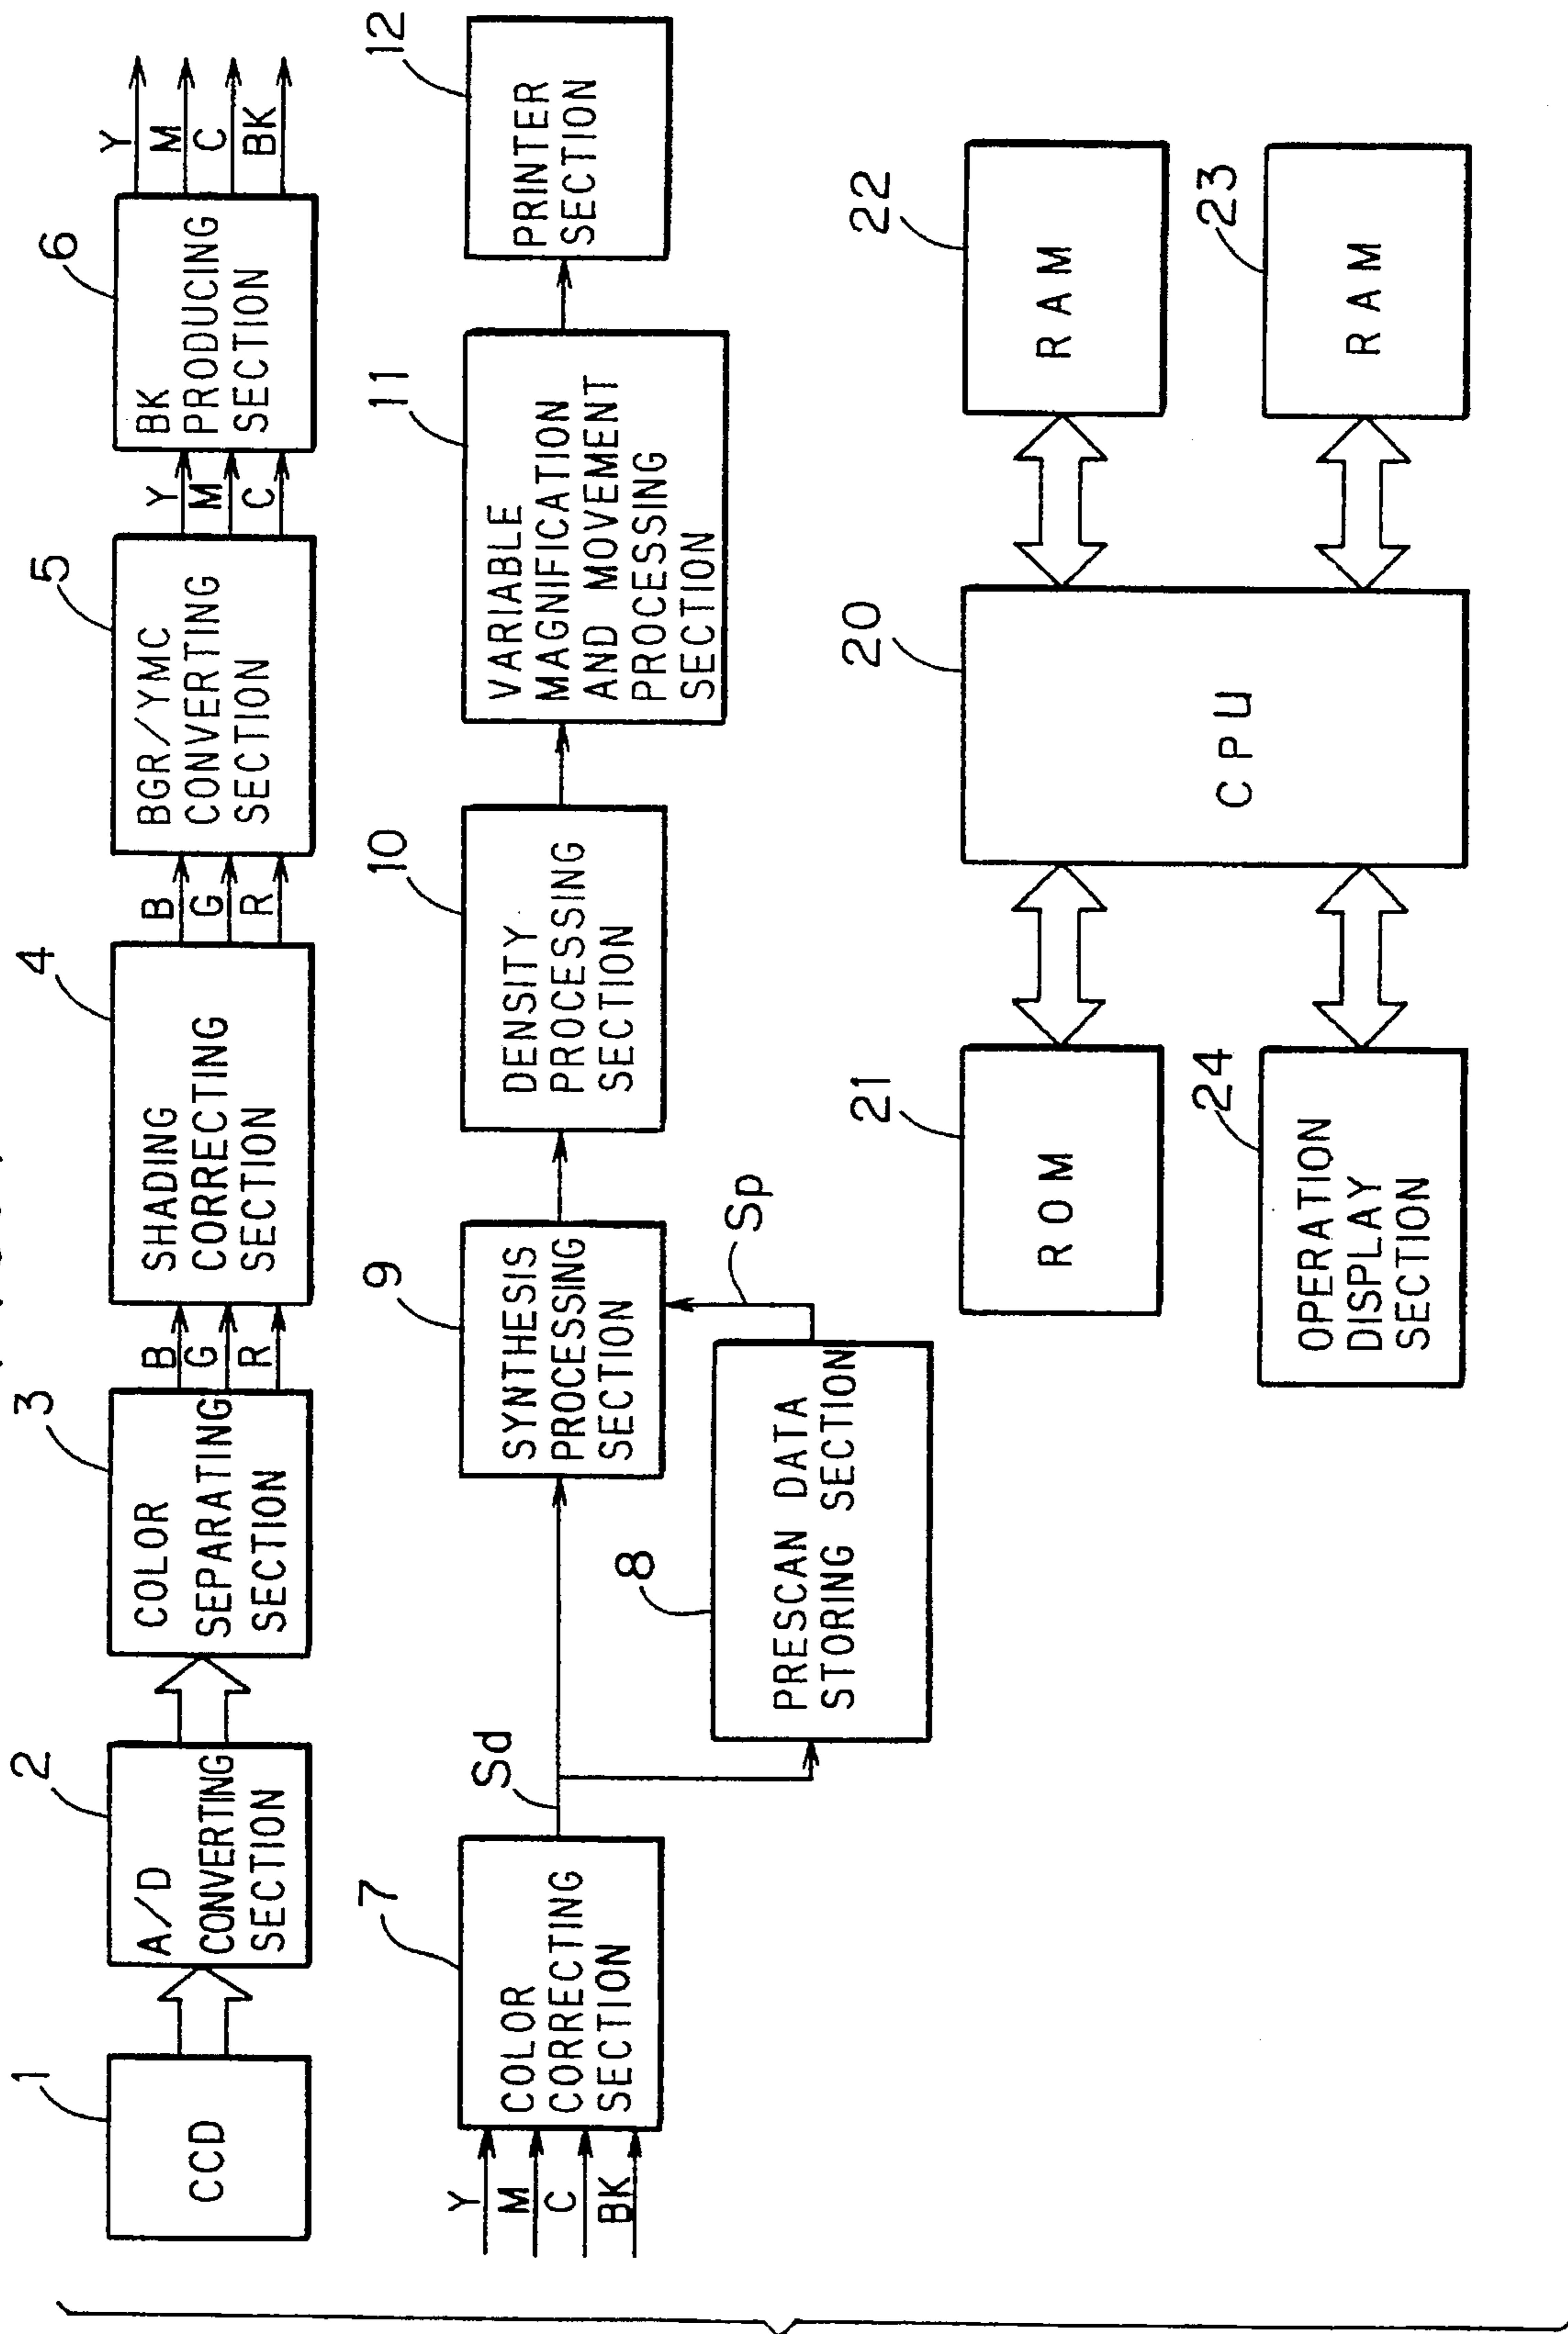 1
CCD
2
A/D
CONVERTING
SECTION
3
COLOR
SEPARATING
SECTION
B
G
R
4
SHADING
CORRECTING
SECTION
B
G
R
5
BGR/YMC
CONVERTING
SECTION
Y
M
C
6
BK
PRODUCING
SECTION
Y
M
C
BK
Y
M
C
BK
7
COLOR
CORRECTING
SECTION
Sd
8
PRESCAN DATA
STORING SECTION
Sp
9
SYNTHESIS
PROCESSING
SECTION
10
DENSITY
PROCESSING
SECTION
11
VARIABLE
MAGNIFICATION
AND MOVEMENT
PROCESSING
SECTION
12
PRINTER
SECTION
21
ROM
24
OPERATION
DISPLAY
SECTION
20
CPU
22
RAM
23
RAM